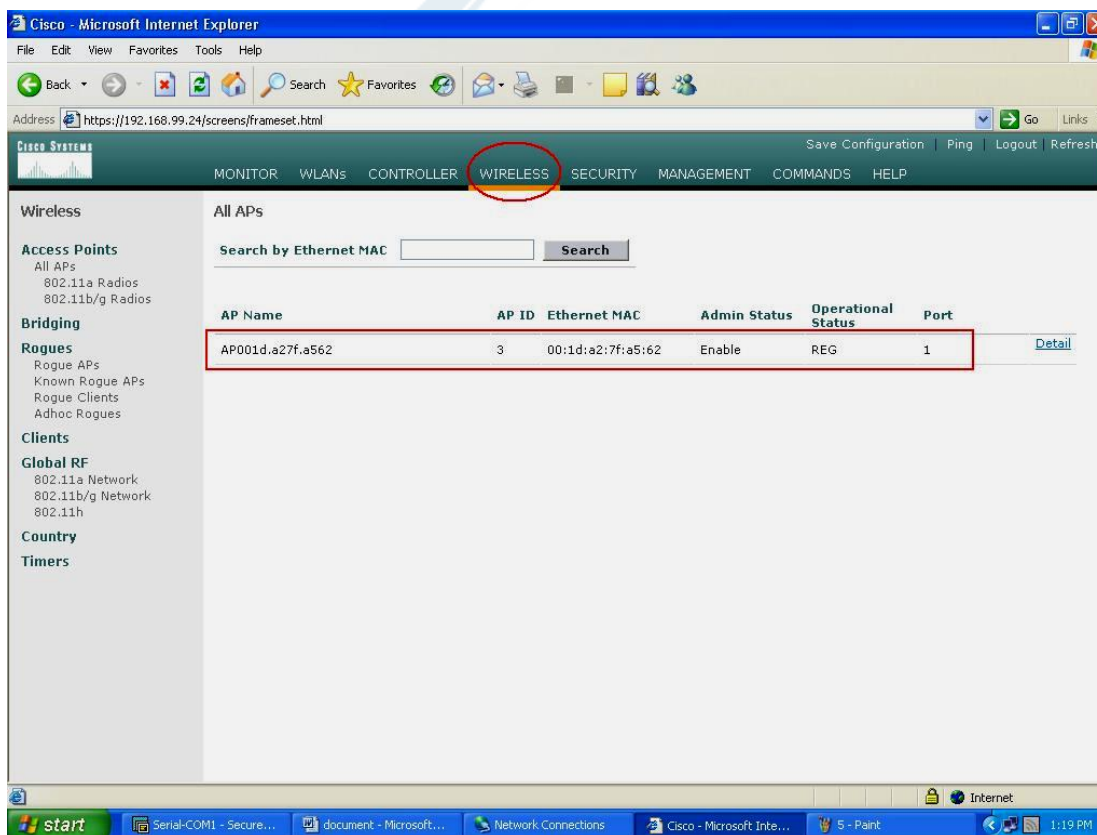 Cisco - Microsoft Internet Explorer
File Edit View Favorites Tools Help
Back Search Favorites
Address https://192.168.99.24/screens/frameset.html Go Links
CISCO SYSTEMS
Save Configuration | Ping | Logout | Refresh
MONITOR WLANs CONTROLLER WIRELESS SECURITY MANAGEMENT COMMANDS HELP
Wireless
Access Points
All APs
802.11a Radios
802.11b/g Radios
Bridging
Rogues
Rogue APs
Known Rogue APs
Rogue Clients
Adhoc Rogues
Clients
Global RF
802.11a Network
802.11b/g Network
802.11h
Country
Timers
All APs
Search by Ethernet MAC Search
AP Name AP ID Ethernet MAC Admin Status Operational Status Port
AP001d.a27f.a562 3 00:1d:a2:7f:a5:62 Enable REG 1 Detail
Internet
start Serial-COM1 - Secure... document - Microsoft... Network Connections Cisco - Microsoft Inte... 5 - Paint 1:19 PM